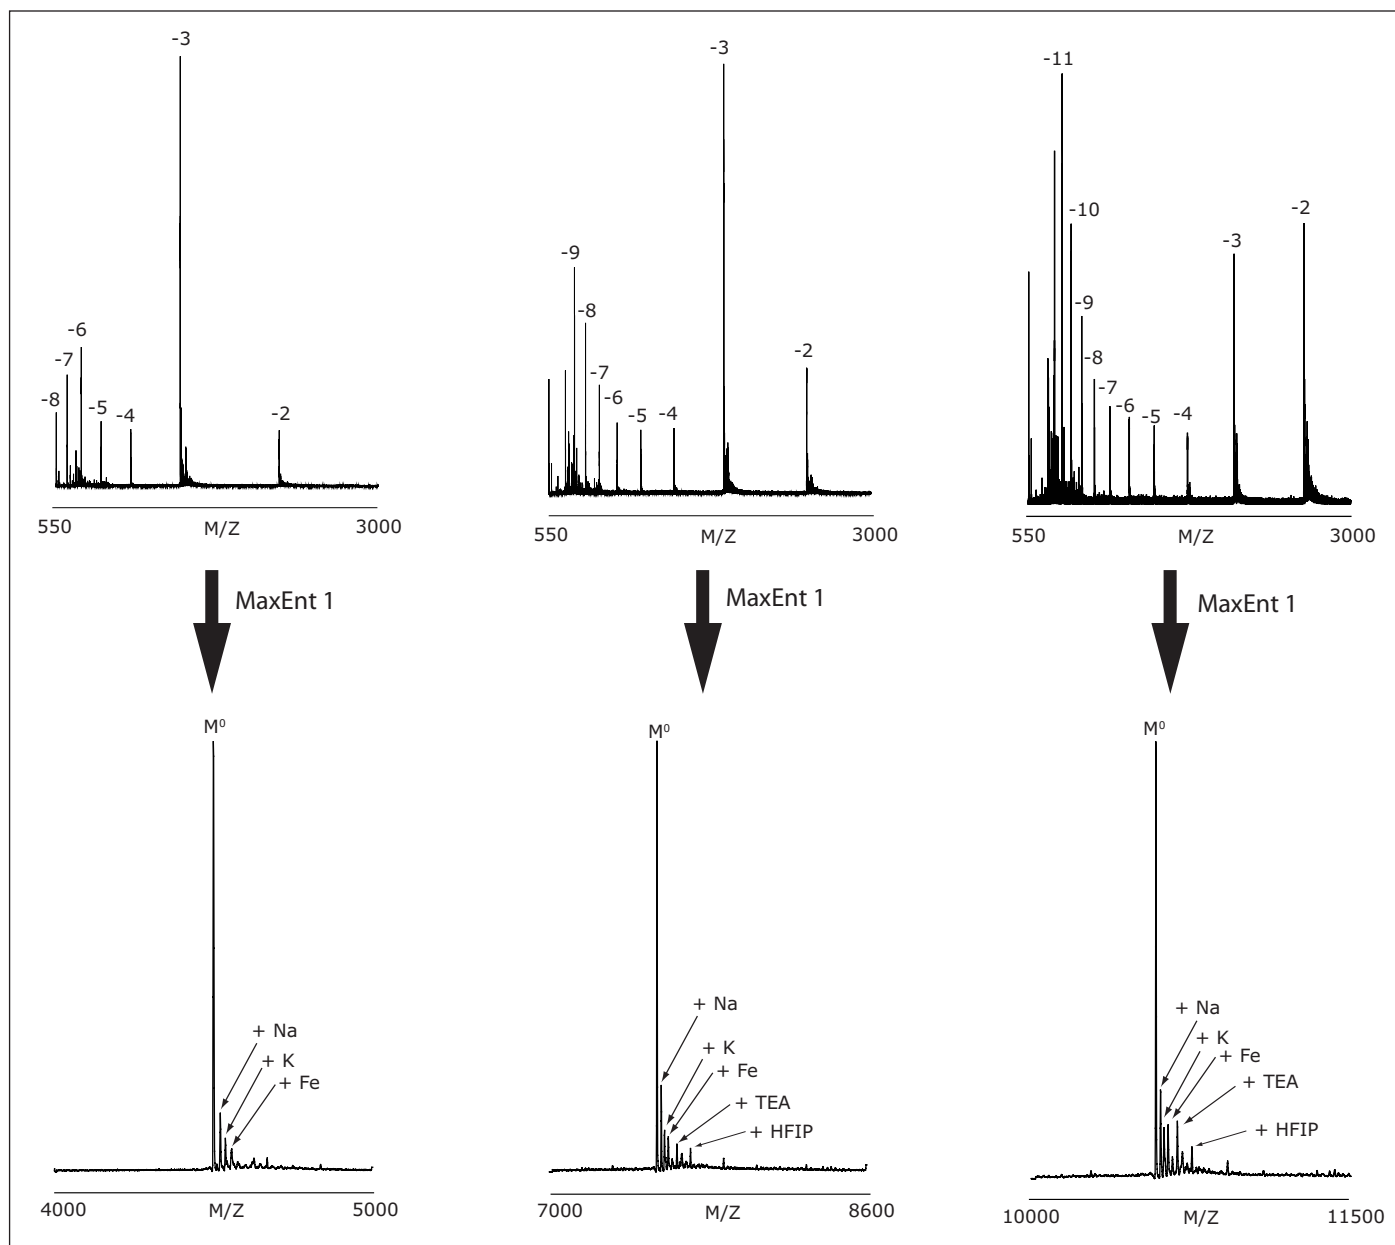 -3
-6
-7
-8
-5
-4
-2
550
M/Z
3000
-3
-9
-8
-2
-7
-6
-5
-4
550
M/Z
3000
-11
-10
-2
-3
-9
-8
-7
-6
-5
-4
550
M/Z
3000
MaxEnt 1
MaxEnt 1
MaxEnt 1
M⁰
+ Na
+ K
+ Fe
4000
M/Z
5000
M⁰
+ Na
+ K
+ Fe
+ TEA
+ HFIP
7000
M/Z
8600
M⁰
+ Na
+ K
+ Fe
+ TEA
+ HFIP
10000
M/Z
11500